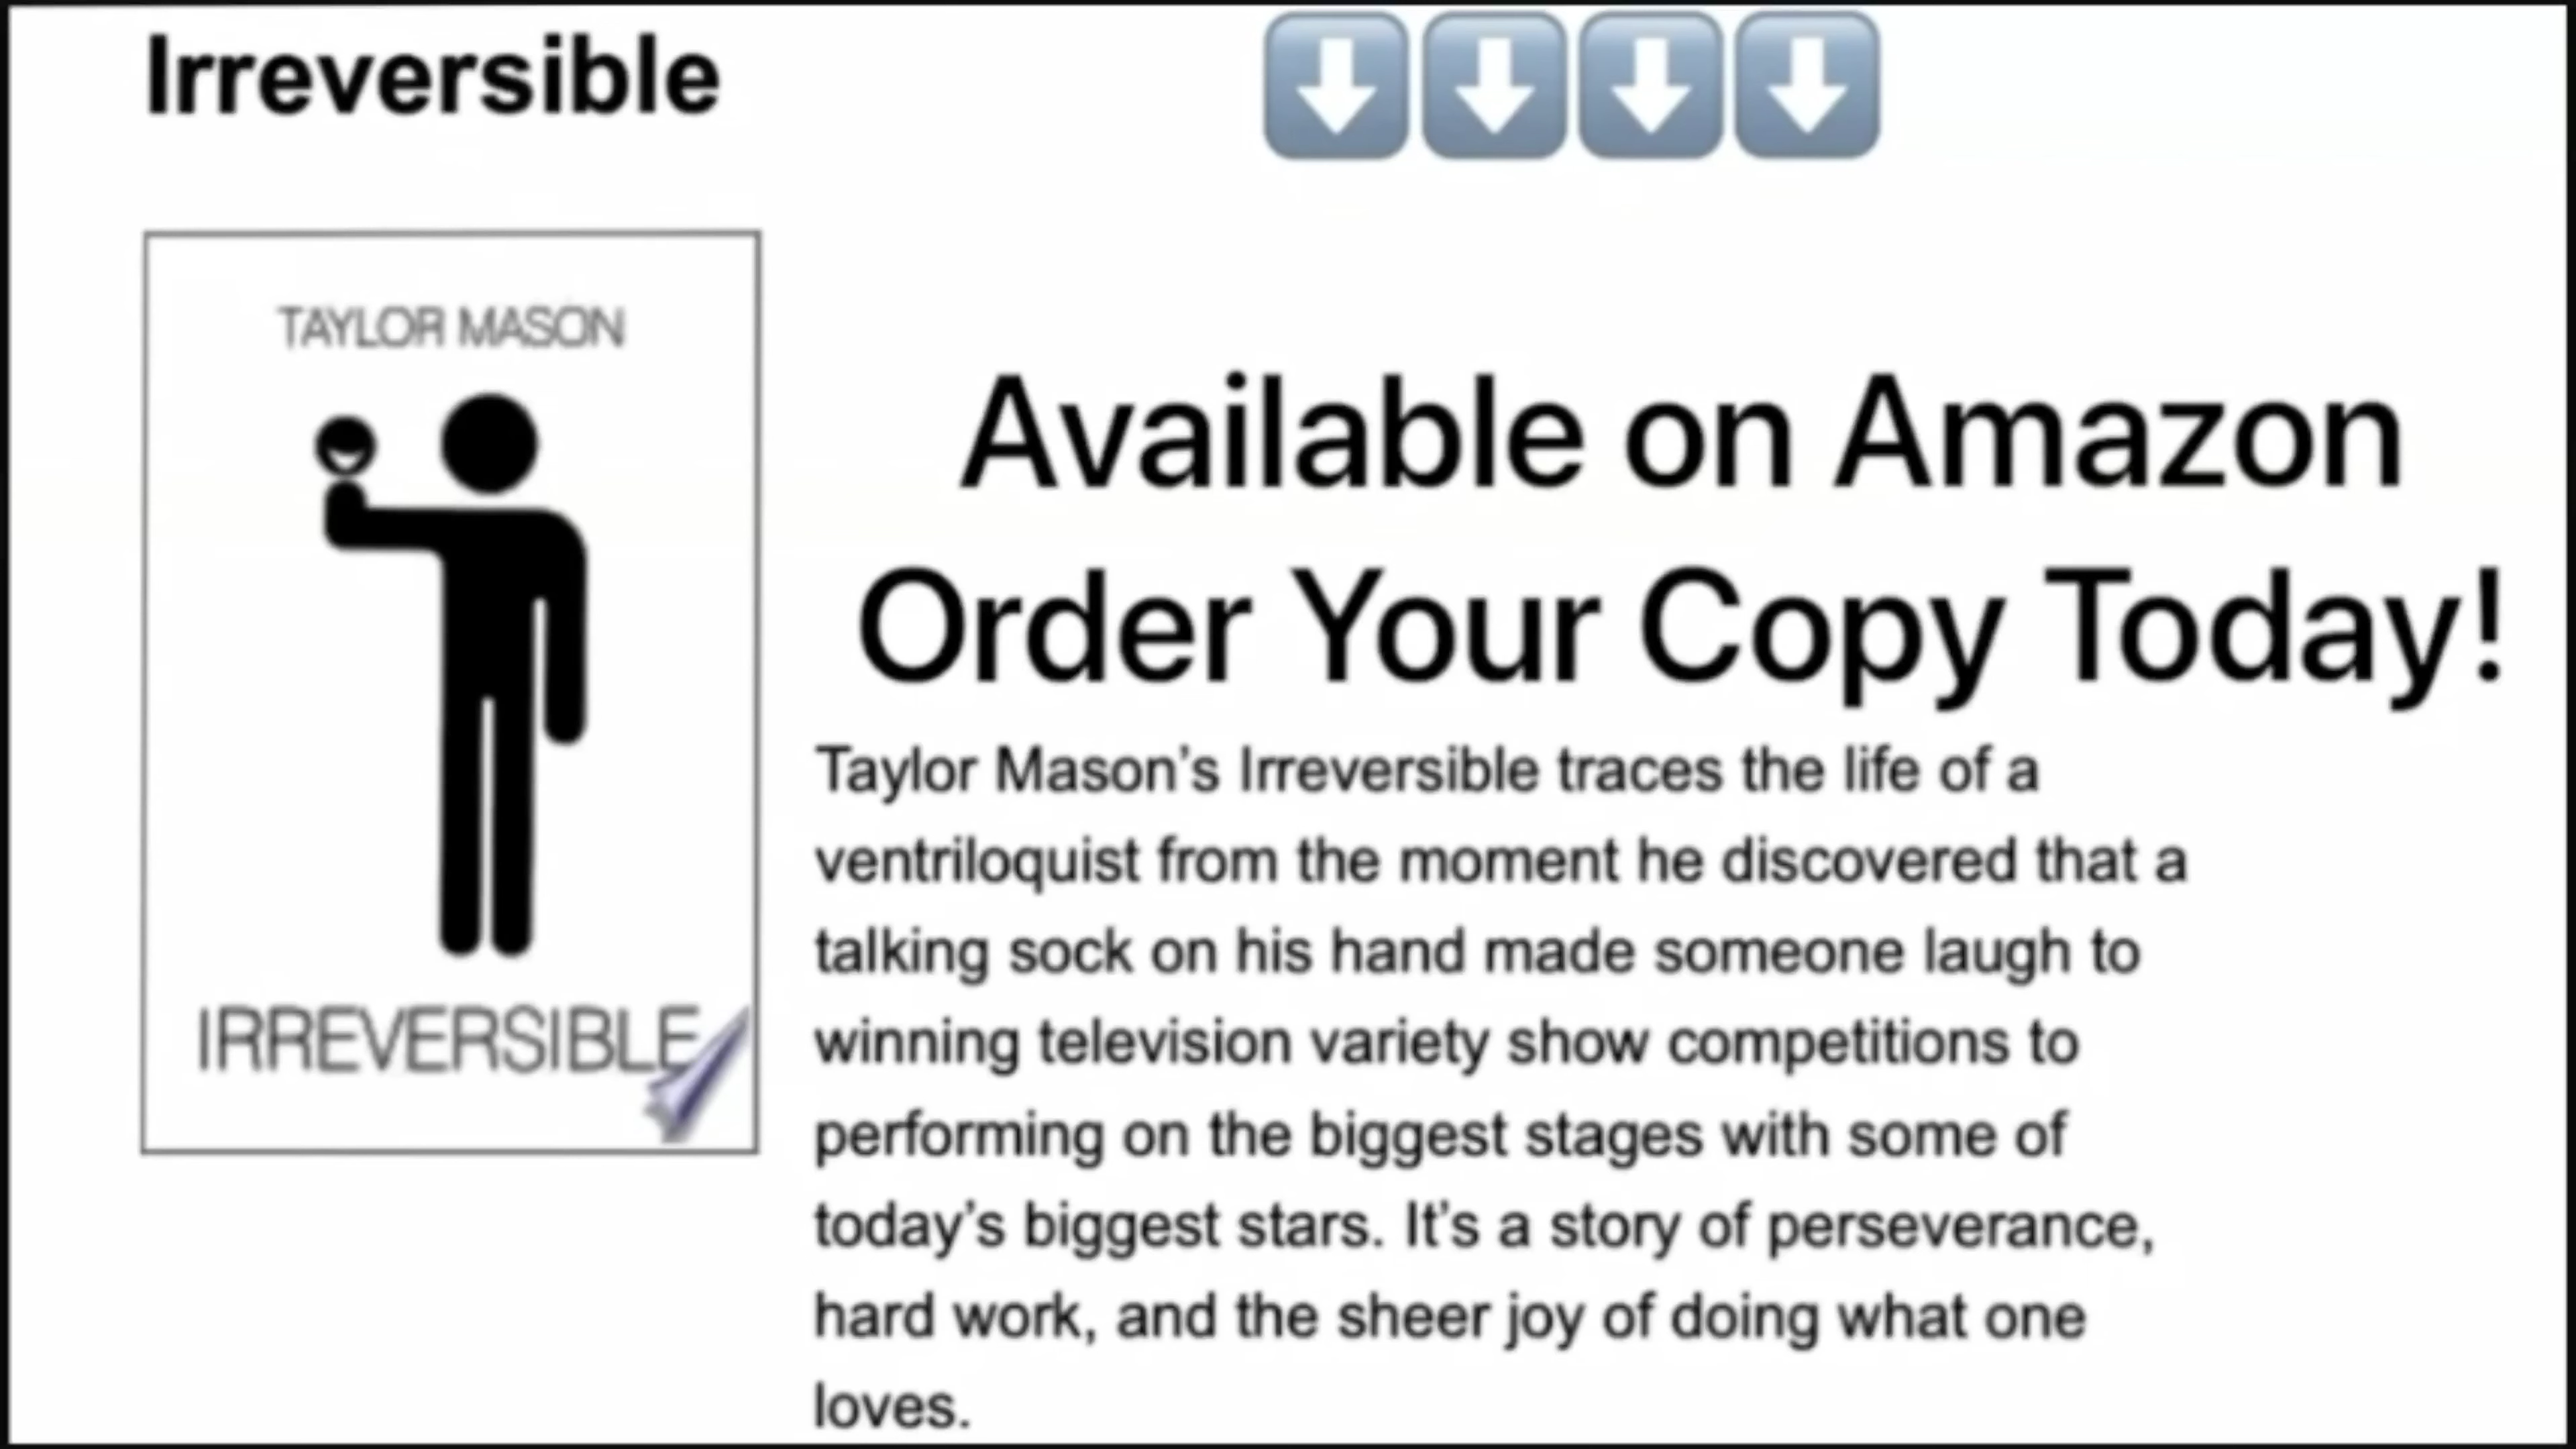 Irreversible
TAYLOR MASON
IRREVERSIBLE
Available on Amazon
Order Your Copy Today!
Taylor Mason’s Irreversible traces the life of a
ventriloquist from the moment he discovered that a
talking sock on his hand made someone laugh to
winning television variety show competitions to
performing on the biggest stages with some of
today’s biggest stars. It’s a story of perseverance,
hard work, and the sheer joy of doing what one
loves.